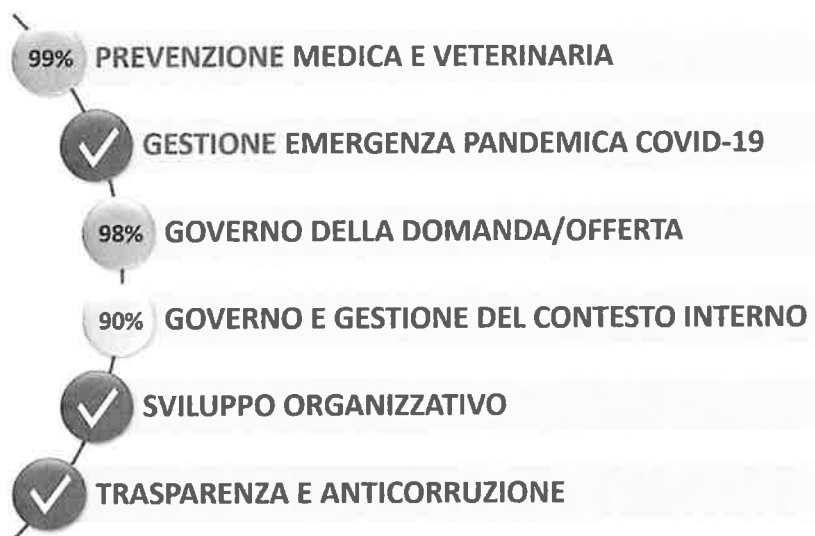 99% PREVENZIONE MEDICA E VETERINARIA
GESTIONE EMERGENZA PANDEMICA COVID-19
98% GOVERNO DELLA DOMANDA/OFFERTA
90% GOVERNO E GESTIONE DEL CONTESTO INTERNO
SVILUPPO ORGANIZZATIVO
TRASPARENZA E ANTICORRUZIONE